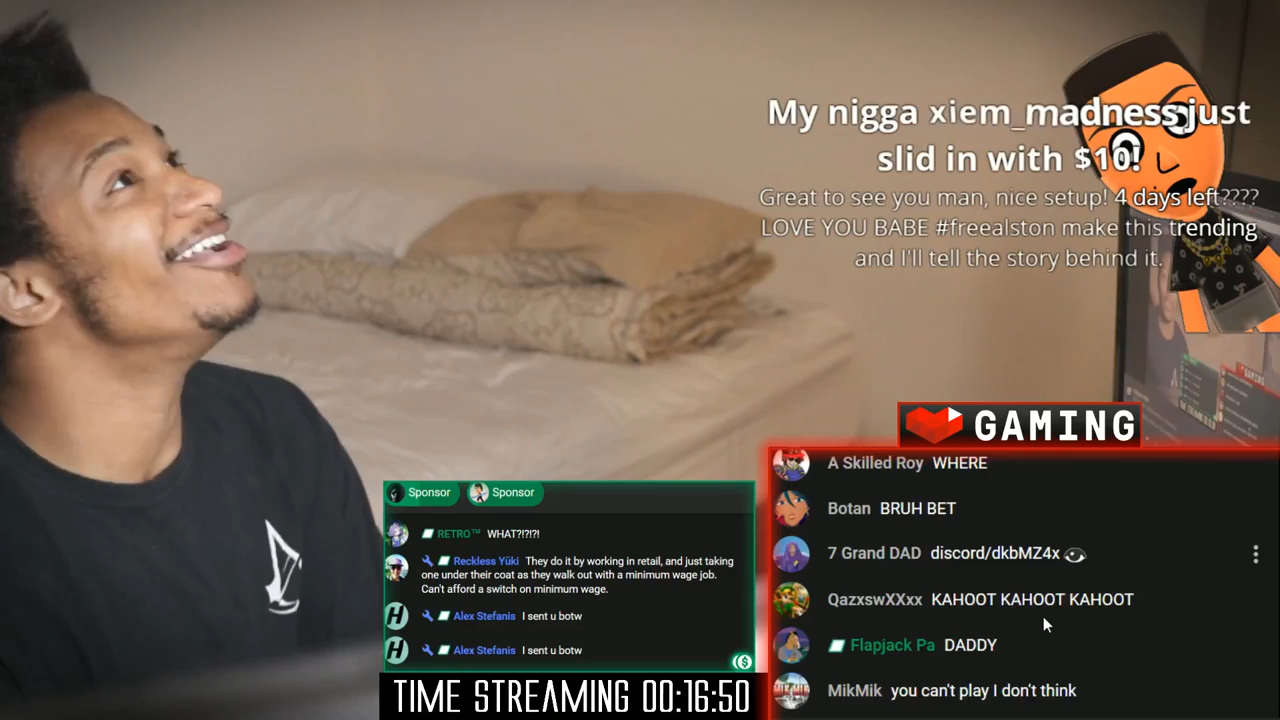 My nigga xiem_madness just
slid in with $10!
Great to see you man, nice setup! 4 days left????
LOVE YOU BABE #freealston make this trending
and I'll tell the story behind it.
GAMING
A Skilled Roy WHERE
Botan BRUH BET
7 Grand DAD discord/dkbMZ4x
QazxswXXxx KAHOOT KAHOOT KAHOOT
Flapjack Pa DADDY
MikMik you can't play I don't think
Sponsor Sponsor
RETRO™ WHAT?!?!?!
Reckless Yüki They do it by working in retail, and just taking
one under their coat as they walk out with a minimum wage job.
Can't afford a switch on minimum wage.
Alex Stefanis I sent u botw
Alex Stefanis I sent u botw
TIME STREAMING 00:16:50